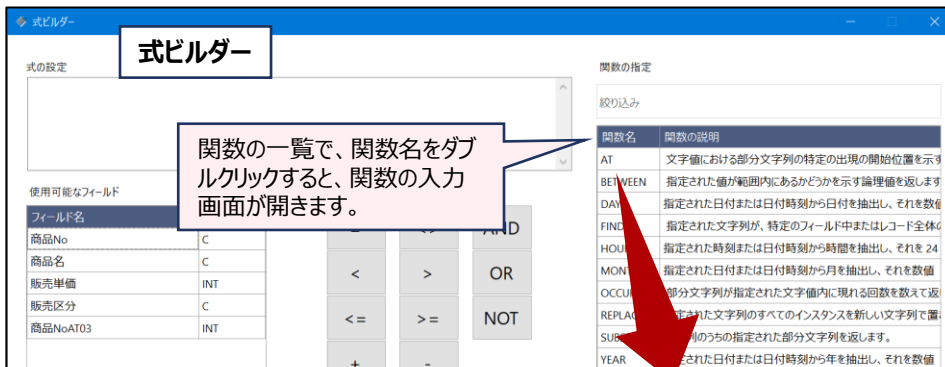 式ビルダー
式ビルダー
式の設定
関数の指定
絞り込み
関数の一覧で、関数名をダブ
ルクリックすると、関数の入力
画面が開きます。
関数名 関数の説明
AT 文字値における部分文字列の特定の出現の開始位置を示す
BETWEEN 指定された値が範囲内にあるかどうかを示す論理値を返します
DAY 指定された日付または日付時刻から日付を抽出し、それを数値
FIND 指定された文字列が、特定のフィールド中またはレコード全体の
HOU 指定された時刻または日付時刻から時間を抽出し、それを 24
MONT 指定された日付または日付時刻から月を抽出し、それを数値
OCCU 部分文字列が指定された文字値内に現れる回数を数えて返
REPLA された文字列のすべてのインスタンスを新しい文字列で置
SUB 列のうちの指定された部分文字列を返します。
YEAR された日付または日付時刻から年を抽出し、それを数値
使用可能なフィールド
フィールド名
商品No C
商品名 C
販売単価 INT
販売区分 C
商品NoAT03 INT
= <> AND
< > OR
<= >= NOT
+ -